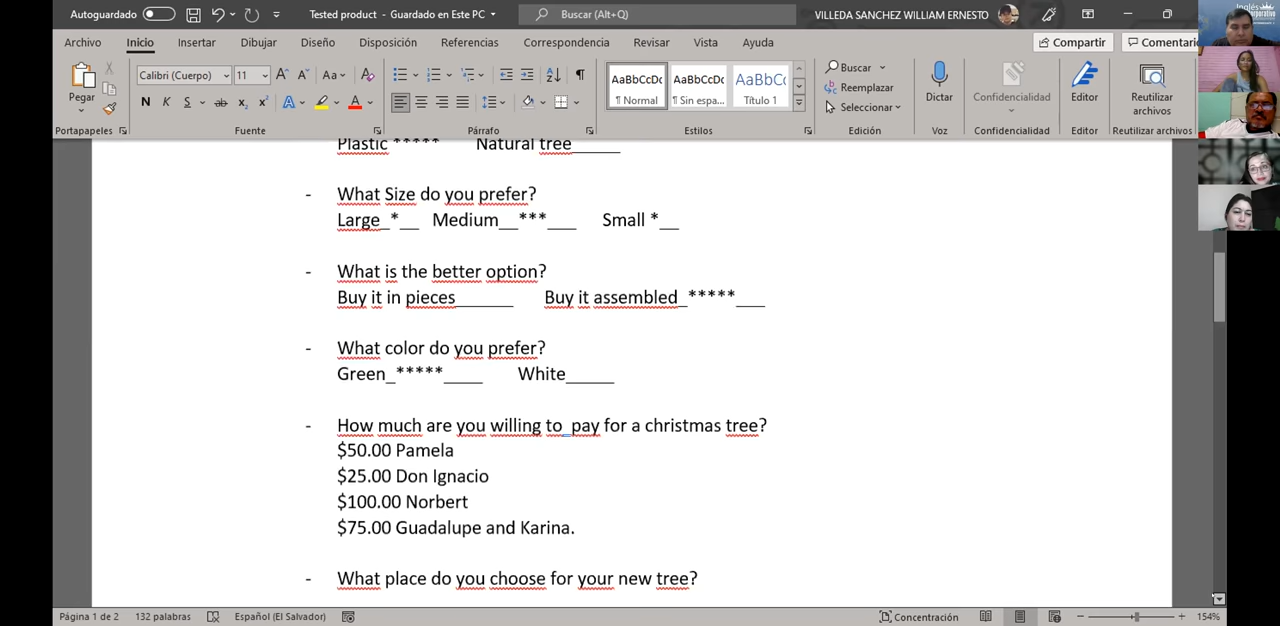 Autoguardado
Tested product - Guardado en Este PC
Buscar (Alt+Q)
VILLEDA SANCHEZ WILLIAM ERNESTO
Archivo Inicio Insertar Dibujar Diseño Disposición Referencias Correspondencia Revisar Vista Ayuda
Compartir
Comentari
Pegar
Calibri (Cuerpo) 11
Aa
N K S ab x2 x2 A A
AaBbCcDc AaBbCcDc AaBbC
¶ Normal ¶ Sin espa... Título 1
Buscar
Reemplazar
Seleccionar
Dictar
Confidencialidad
Editor
Reutilizar archivos
Portapapeles Fuente Párrafo Estilos Edición Voz Confidencialidad Editor Reutilizar archivos
Plastic ***** Natural tree_____
- What Size do you prefer?
Large_*__ Medium__***___ Small *__
- What is the better option?
Buy it in pieces______ Buy it assembled_*****___
- What color do you prefer?
Green_*****____ White_____
- How much are you willing to pay for a christmas tree?
$50.00 Pamela
$25.00 Don Ignacio
$100.00 Norbert
$75.00 Guadalupe and Karina.
- What place do you choose for your new tree?
Página 1 de 2 132 palabras Español (El Salvador)
Concentración
154%